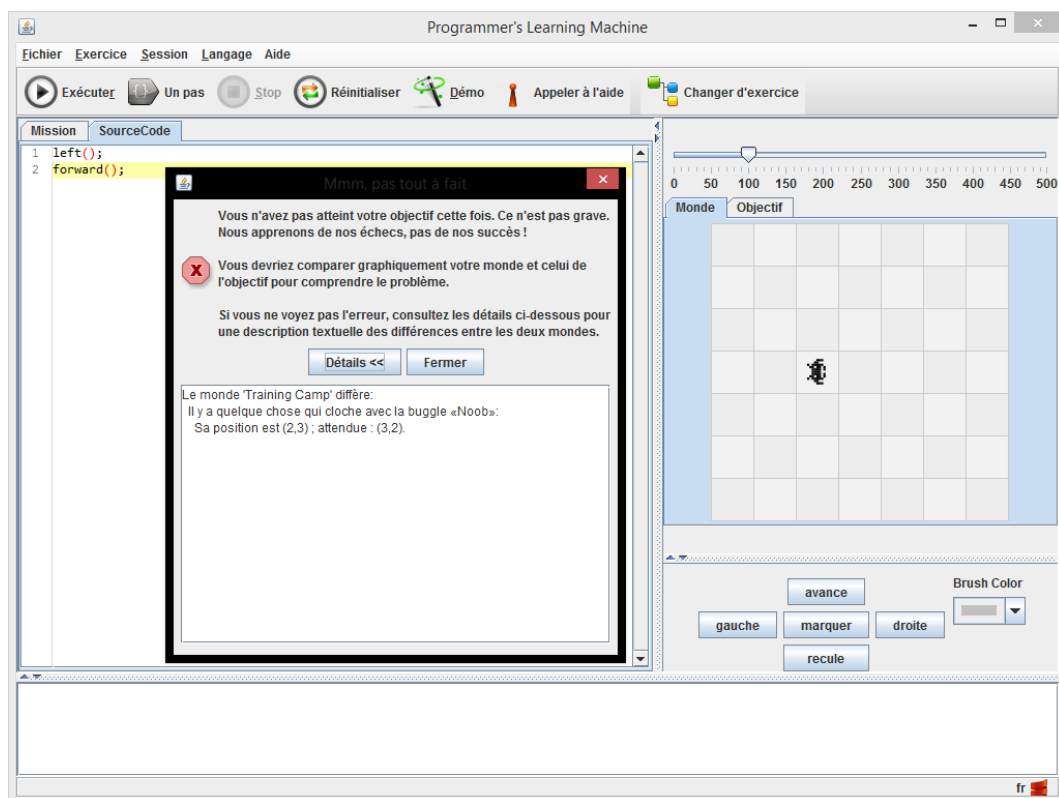 Programmer's Learning Machine
Fichier Exercice Session Langage Aide
Exécuter Un pas Stop Réinitialiser Démo Appeler à l'aide Changer d'exercice
Mission SourceCode
1 left();
2 forward();
Mmm, pas tout à fait
Vous n'avez pas atteint votre objectif cette fois. Ce n'est pas grave.
Nous apprenons de nos échecs, pas de nos succès !
Vous devriez comparer graphiquement votre monde et celui de
l'objectif pour comprendre le problème.
Si vous ne voyez pas l'erreur, consultez les détails ci-dessous pour
une description textuelle des différences entre les deux mondes.
Détails << Fermer
Le monde 'Training Camp' diffère:
Il y a quelque chose qui cloche avec la buggle «Noob»:
Sa position est (2,3) ; attendue : (3,2).
0 50 100 150 200 250 300 350 400 450 500
Monde Objectif
avance
gauche marquer droite
recule
Brush Color
fr